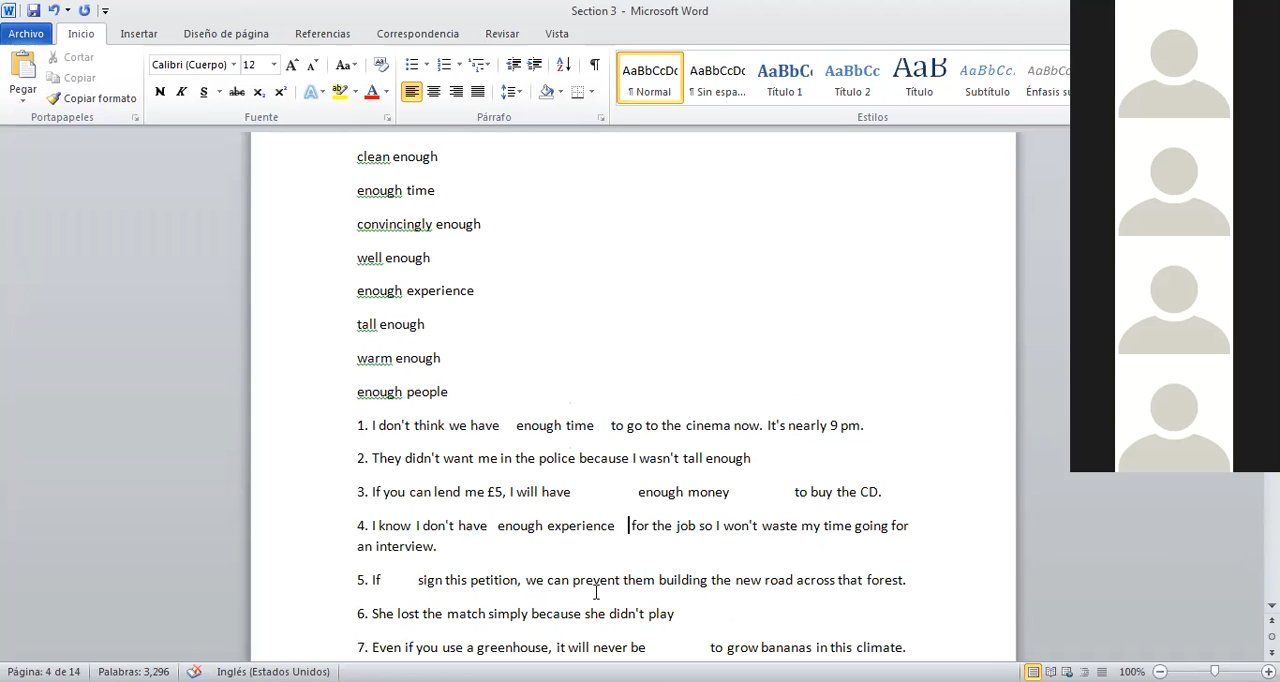 Section 3 - Microsoft Word
Archivo Inicio Insertar Diseño de página Referencias Correspondencia Revisar Vista
Pegar
Cortar
Copiar
Copiar formato
Portapapeles
Calibri (Cuerpo) 12
N K S abc x₂ x²
Fuente
Párrafo
AaBbCcDc AaBbCcDc AaBbC AaBbCc AaB AaBbCc. AaBbCc
¶ Normal ¶ Sin espa... Título 1 Título 2 Título Subtítulo Énfasis su
Estilos
clean enough
enough time
convincingly enough
well enough
enough experience
tall enough
warm enough
enough people
1. I don't think we have enough time to go to the cinema now. It's nearly 9 pm.
2. They didn't want me in the police because I wasn't tall enough
3. If you can lend me £5, I will have enough money to buy the CD.
4. I know I don't have enough experience for the job so I won't waste my time going for
an interview.
5. If sign this petition, we can prevent them building the new road across that forest.
6. She lost the match simply because she didn't play
7. Even if you use a greenhouse, it will never be to grow bananas in this climate.
Página: 4 de 14 Palabras: 3,296 Inglés (Estados Unidos) 100%